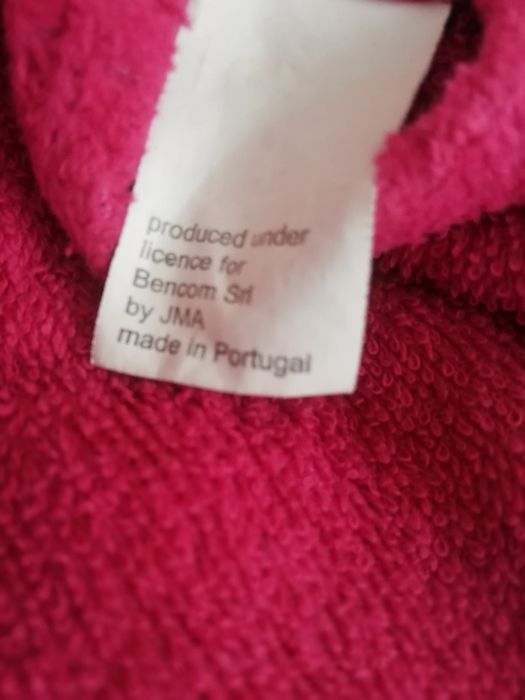 produced under
licence for
Bencom Srl
by JMA
made in Portugal